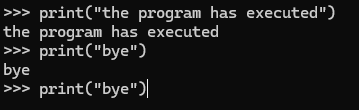 >>> print("the program has executed")
the program has executed
>>> print("bye")
bye
>>> print("bye")